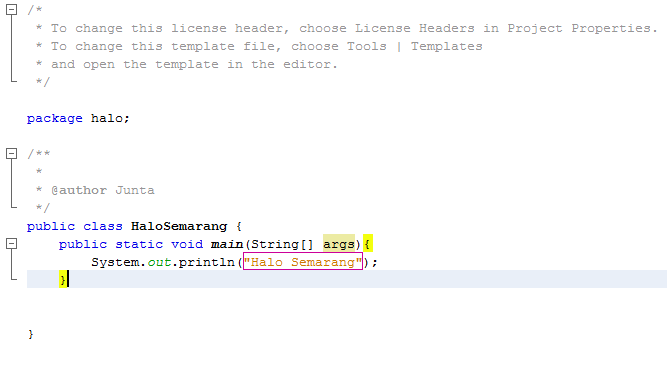 /*
 * To change this license header, choose License Headers in Project Properties.
 * To change this template file, choose Tools | Templates
 * and open the template in the editor.
 */
package halo;
/**
 *
 * @author Junta
 */
public class HaloSemarang {
    public static void main(String[] args){
        System.out.println("Halo Semarang");
    }
}